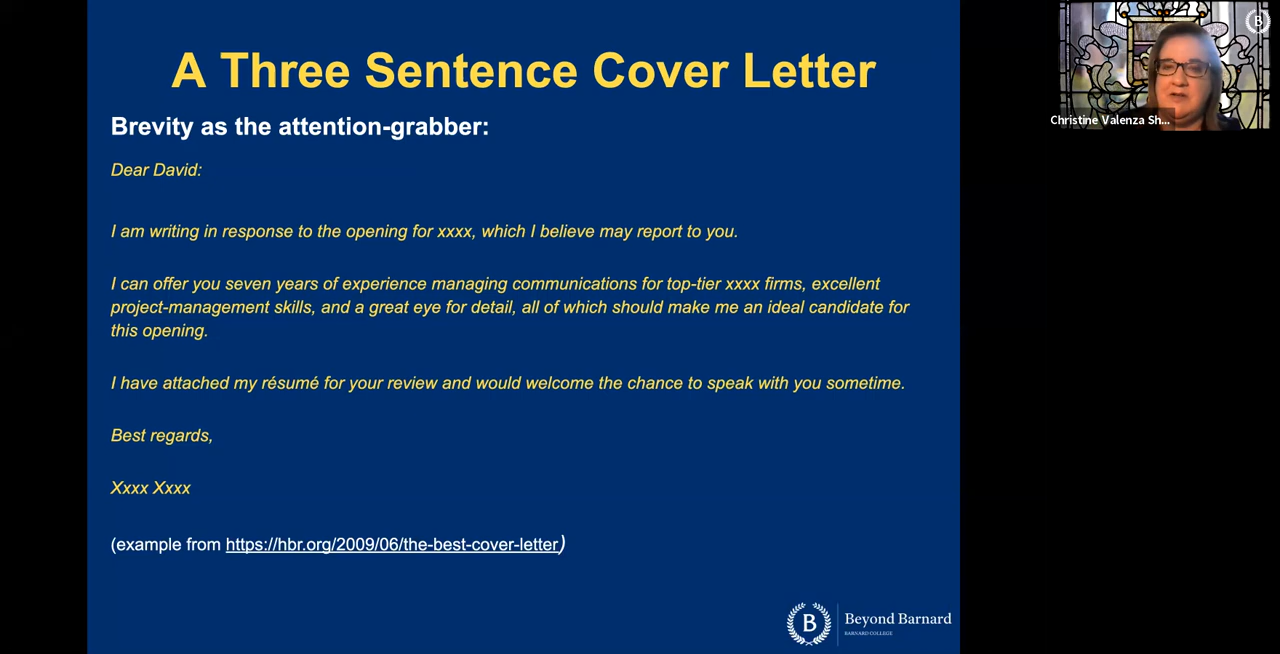 A Three Sentence Cover Letter
Brevity as the attention-grabber:
Dear David:
I am writing in response to the opening for xxxx, which I believe may report to you.
I can offer you seven years of experience managing communications for top-tier xxxx firms, excellent
project-management skills, and a great eye for detail, all of which should make me an ideal candidate for
this opening.
I have attached my résumé for your review and would welcome the chance to speak with you sometime.
Best regards,
Xxxx Xxxx
(example from https://hbr.org/2009/06/the-best-cover-letter)
B
Beyond Barnard
BARNARD COLLEGE
B
Christine Valenza Sh...